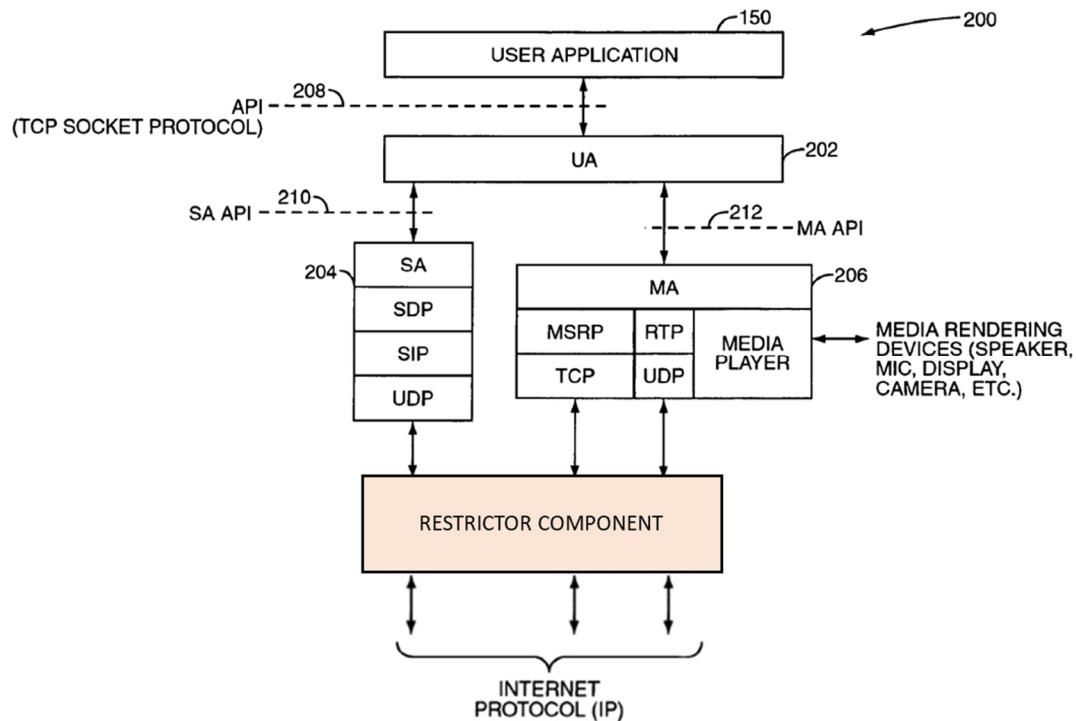 150
200
USER APPLICATION
208
API
(TCP SOCKET PROTOCOL)
UA
202
210
SA API
212
MA API
204
SA
SDP
SIP
UDP
206
MA
MSRP
RTP
MEDIA
PLAYER
TCP
UDP
MEDIA RENDERING
DEVICES (SPEAKER,
MIC, DISPLAY,
CAMERA, ETC.)
RESTRICTOR COMPONENT
INTERNET
PROTOCOL (IP)